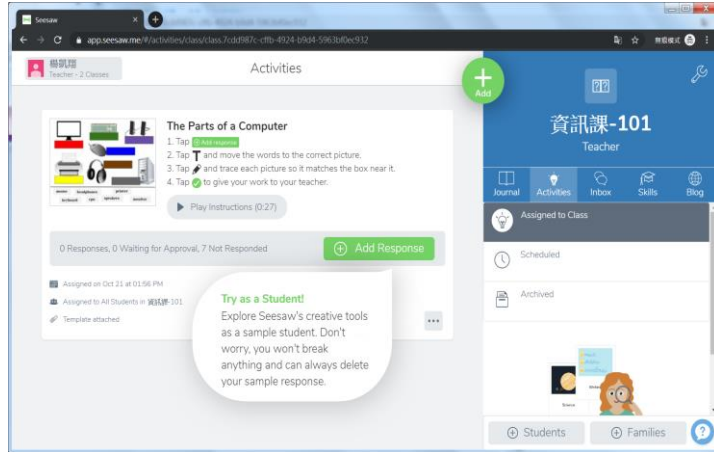 Seesaw
app.seesaw.me/#/activities/class/class.7cdd987c-cffb-4924-b9d4-5963bf0ec932
無痕模式
楊凱翔
Teacher - 2 Classes
Activities
Add
The Parts of a Computer
1. Tap Add response
2. Tap T and move the words to the correct picture.
3. Tap and trace each picture so it matches the box near it.
4. Tap to give your work to your teacher.
Play Instructions (0:27)
0 Responses, 0 Waiting for Approval, 7 Not Responded
Add Response
Assigned on Oct 21 at 01:56 PM
Assigned to All Students in 資訊課-101
Template attached
Try as a Student!
Explore Seesaw's creative tools
as a sample student. Don't
worry, you won't break
anything and can always delete
your sample response.
資訊課-101
Teacher
Journal Activities Inbox Skills Blog
Assigned to Class
Scheduled
Archived
Students Families